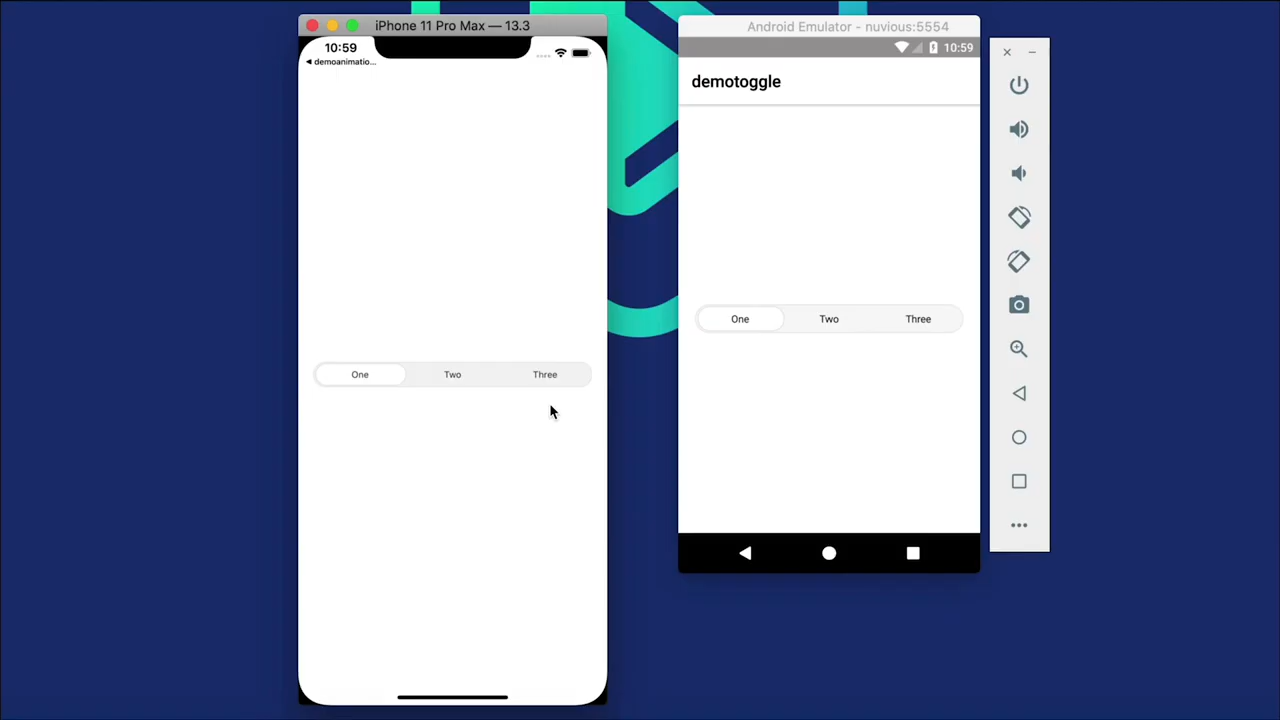 iPhone 11 Pro Max — 13.3
10:59
demoanimatio...
One Two Three
Android Emulator - nuvious:5554
10:59
demotoggle
One Two Three